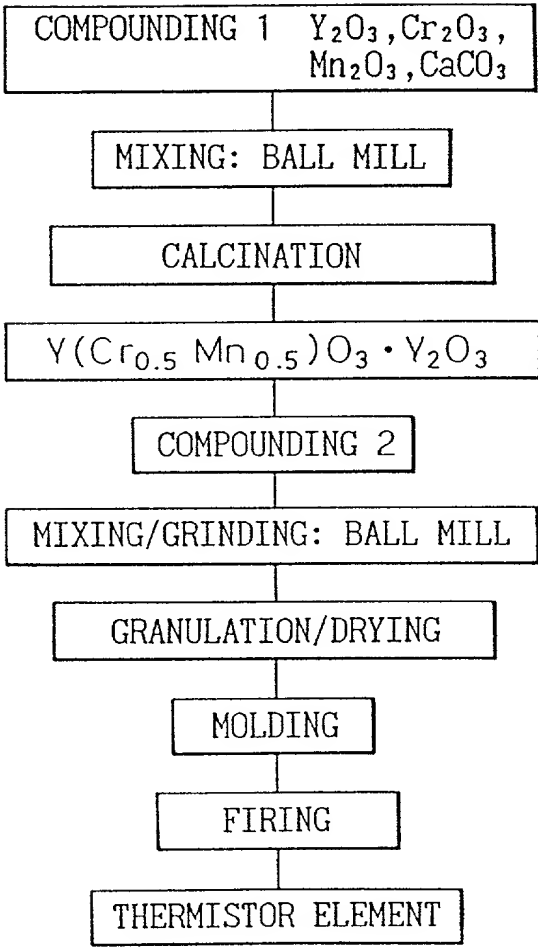 COMPOUNDING 1 Y₂O₃,Cr₂O₃,
Mn₂O₃,CaCO₃
MIXING: BALL MILL
CALCINATION
Y(Cr₀.₅ Mn₀.₅)O₃・Y₂O₃
COMPOUNDING 2
MIXING/GRINDING: BALL MILL
GRANULATION/DRYING
MOLDING
FIRING
THERMISTOR ELEMENT